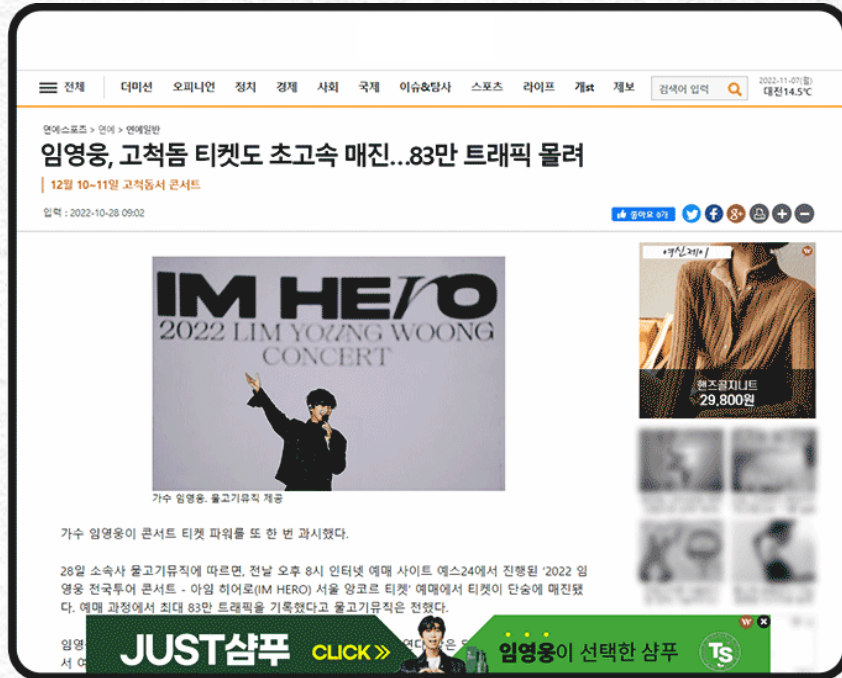 전체 더미션 오피니언 정치 경제 사회 국제 이슈&탐사 스포츠 라이프 개st 제보 검색어 입력
2022-11-07(월)
대전14.5℃
연예스포츠 > 연예 > 연예일반
임영웅, 고척돔 티켓도 초고속 매진…83만 트래픽 몰려
12월 10~11일 고척돔서 콘서트
입력 : 2022-10-28 09:02
좋아요 0개
IM HERO
2022 LIM YOUNG WOONG
CONCERT
가수 임영웅. 물고기뮤직 제공
여신제이
핸즈골지니트
29,800원
가수 임영웅이 콘서트 티켓 파워를 또 한 번 과시했다.
28일 소속사 물고기뮤직에 따르면, 전날 오후 8시 인터넷 예매 사이트 예스24에서 진행된 ‘2022 임
영웅 전국투어 콘서트 - 아임 히어로(IM HERO) 서울 앙코르 티켓’ 예매에서 티켓이 단숨에 매진됐
다. 예매 과정에서 최대 83만 트래픽을 기록했다고 물고기뮤직은 전했다.
임영
서
JUST샴푸 CLICK
임영웅이 선택한 샴푸 TS